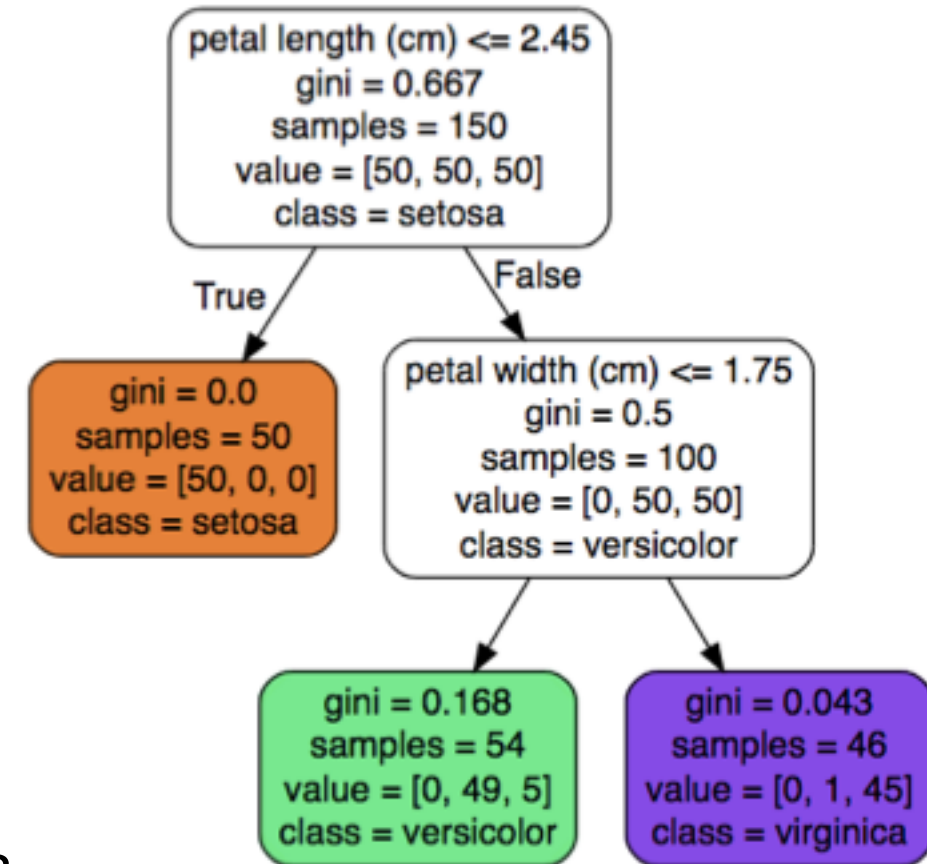 petal length (cm) <= 2.45
gini = 0.667
samples = 150
value = [50, 50, 50]
class = setosa
True
False
gini = 0.0
samples = 50
value = [50, 0, 0]
class = setosa
petal width (cm) <= 1.75
gini = 0.5
samples = 100
value = [0, 50, 50]
class = versicolor
gini = 0.168
samples = 54
value = [0, 49, 5]
class = versicolor
gini = 0.043
samples = 46
value = [0, 1, 45]
class = virginica